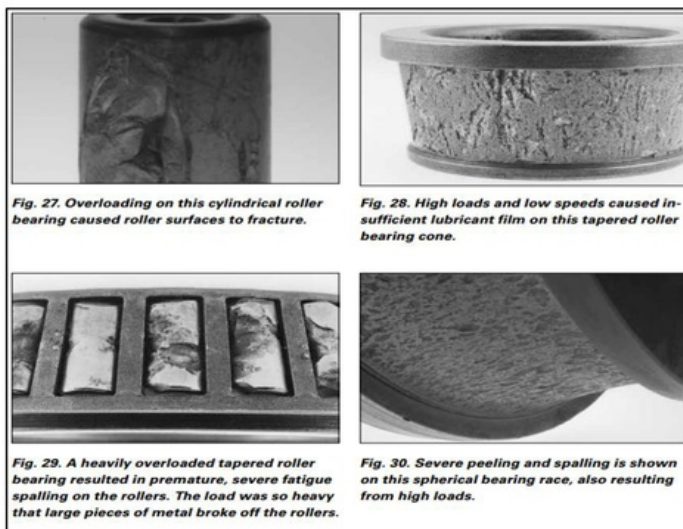 Fig. 27. Overloading on this cylindrical roller
bearing caused roller surfaces to fracture.
Fig. 28. High loads and low speeds caused in-
sufficient lubricant film on this tapered roller
bearing cone.
Fig. 29. A heavily overloaded tapered roller
bearing resulted in premature, severe fatigue
spalling on the rollers. The load was so heavy
that large pieces of metal broke off the rollers.
Fig. 30. Severe peeling and spalling is shown
on this spherical bearing race, also resulting
from high loads.